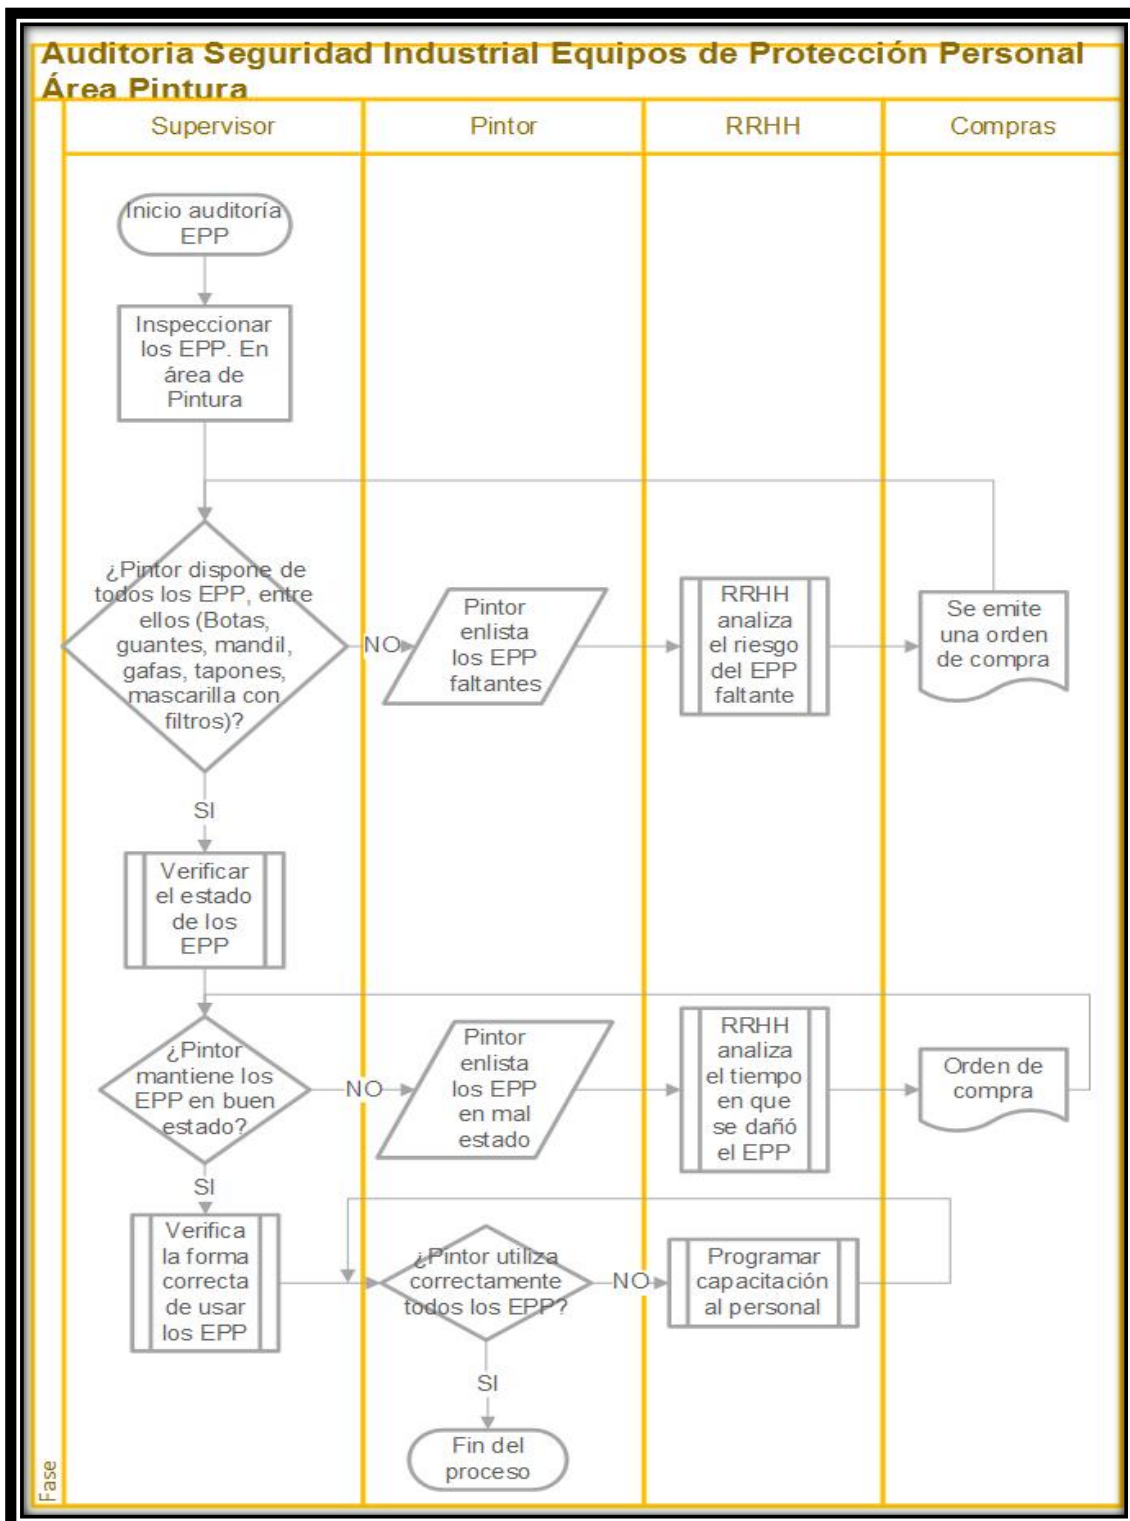 Auditoria Seguridad Industrial Equipos de Protección Personal
Área Pintura
Supervisor
Pintor
RRHH
Compras
Inicio auditoría
EPP
Inspeccionar
los EPP. En
área de
Pintura
¿Pintor dispone de
todos los EPP, entre
ellos (Botas,
guantes, mandil,
gafas, tapones,
mascarilla con
filtros)?
NO
Pintor
enlista
los EPP
faltantes
RRHH
analiza
el riesgo
del EPP
faltante
Se emite
una orden
de compra
SI
Verificar
el estado
de los
EPP
¿Pintor
mantiene los
EPP en buen
estado?
NO
Pintor
enlista
los EPP
en mal
estado
RRHH
analiza
el tiempo
en que
se dañó
el EPP
Orden de
compra
SI
Verifica
la forma
correcta
de usar
los EPP
¿Pintor utiliza
correctamente
todos los EPP?
NO
Programar
capacitación
al personal
SI
Fin del
proceso
Fase